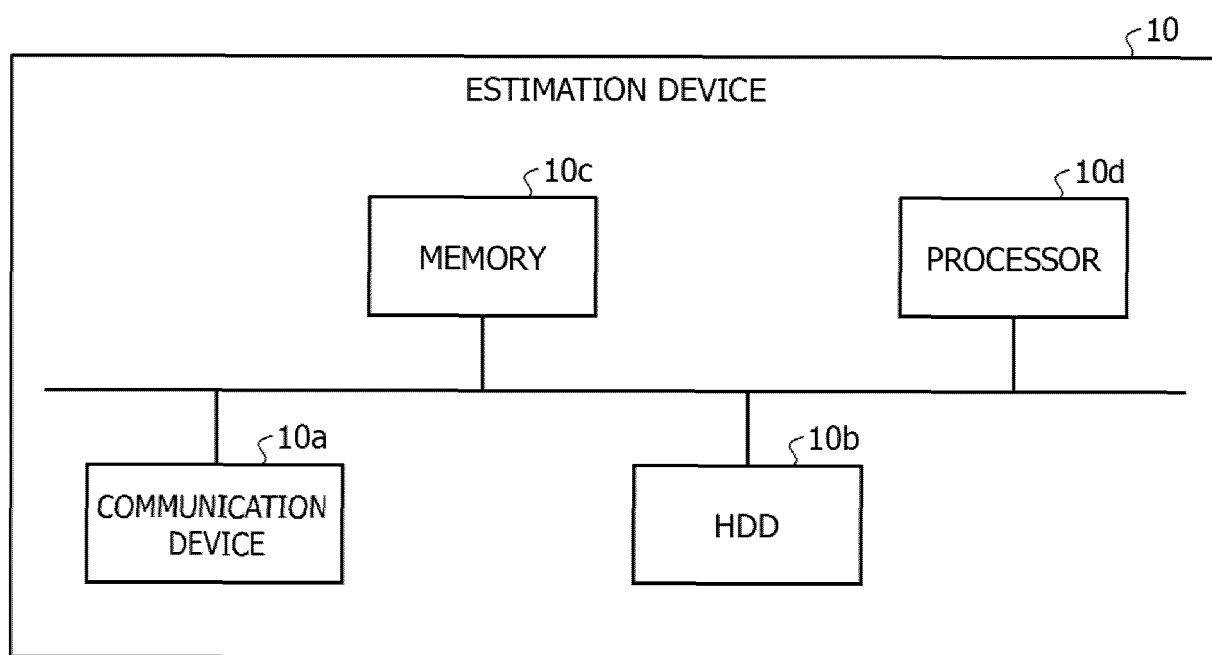 10
ESTIMATION DEVICE
10c
MEMORY
10d
PROCESSOR
10a
COMMUNICATION
DEVICE
10b
HDD